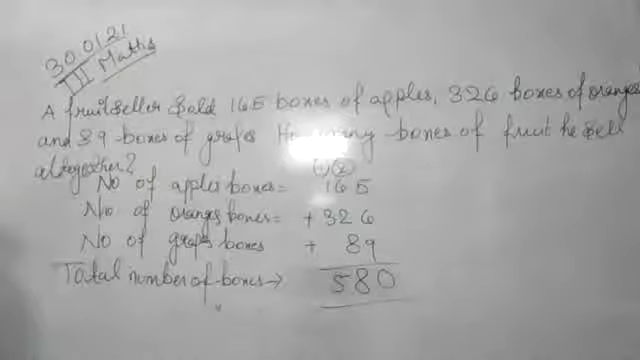 30.01.21
III Maths
A fruitseller sold 165 boxes of apples, 326 boxes of oranges
and 89 boxes of grapes How many boxes of fruit he sell
altogether?
(1)(2)
No of apples boxes = 165
No of oranges boxes = + 326
No of grapes boxes + 89
Total number of boxes → 580